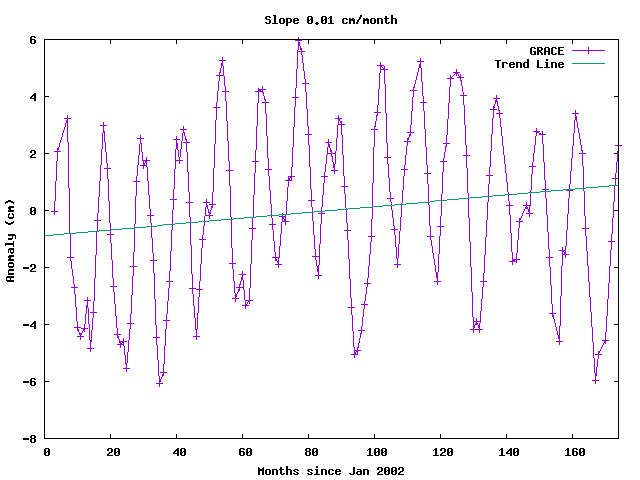 Slope 0.01 cm/month
GRACE
Trend Line
6
4
2
0
-2
-4
-6
-8
Anomaly (cm)
0 20 40 60 80 100 120 140 160
Months since Jan 2002